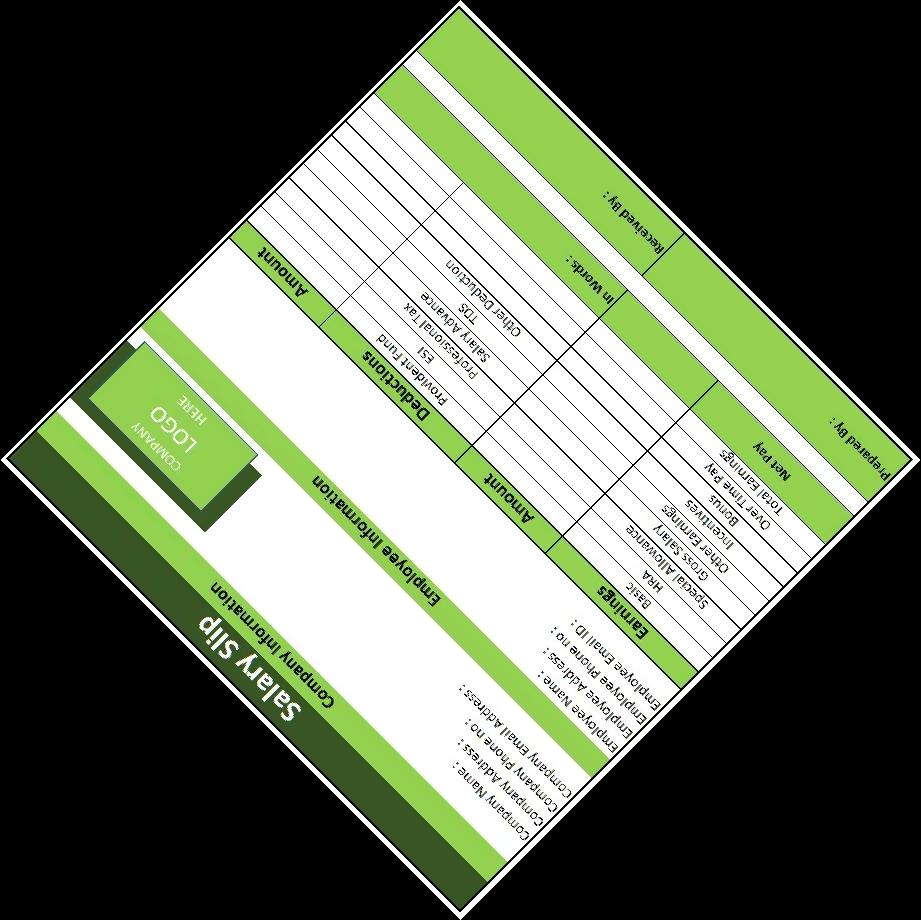 Salary Slip
Company Information
Company Name :
Company Address :
Company Phone no :
Company Email Address :
COMPANY
LOGO
HERE
Employee Information
Employee Name :
Employee Address :
Employee Phone no :
Employee Email ID :
Earnings Amount Deductions Amount
Basic Provident Fund
HRA ESI
Special Allowance Professional Tax
Gross Salary Salary Advance
Other Earnings TDS
Incentives Other Deduction
Bonus
Over Time Pay
Total Earnings
Net Pay In Words :
Prepared By : Received By :